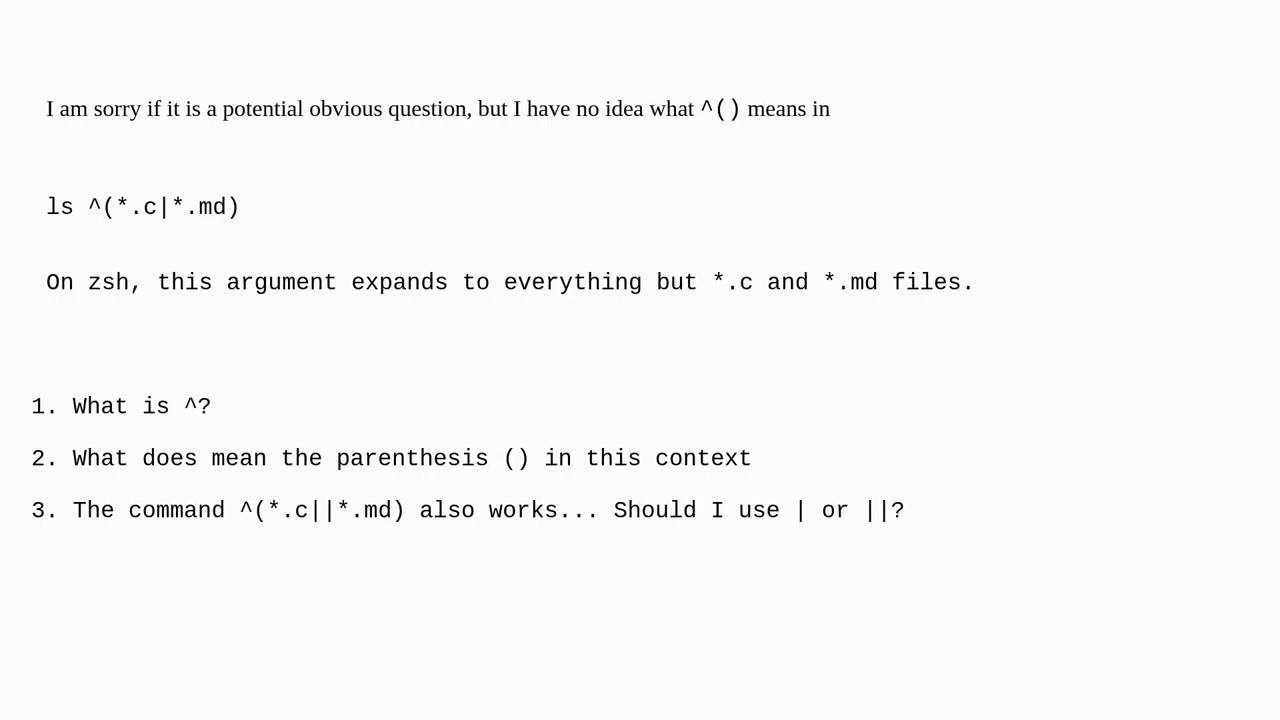 I am sorry if it is a potential obvious question, but I have no idea what ^() means in
ls ^(*.c|*.md)
On zsh, this argument expands to everything but *.c and *.md files.
1. What is ^?
2. What does mean the parenthesis () in this context
3. The command ^(*.c||*.md) also works... Should I use | or ||?